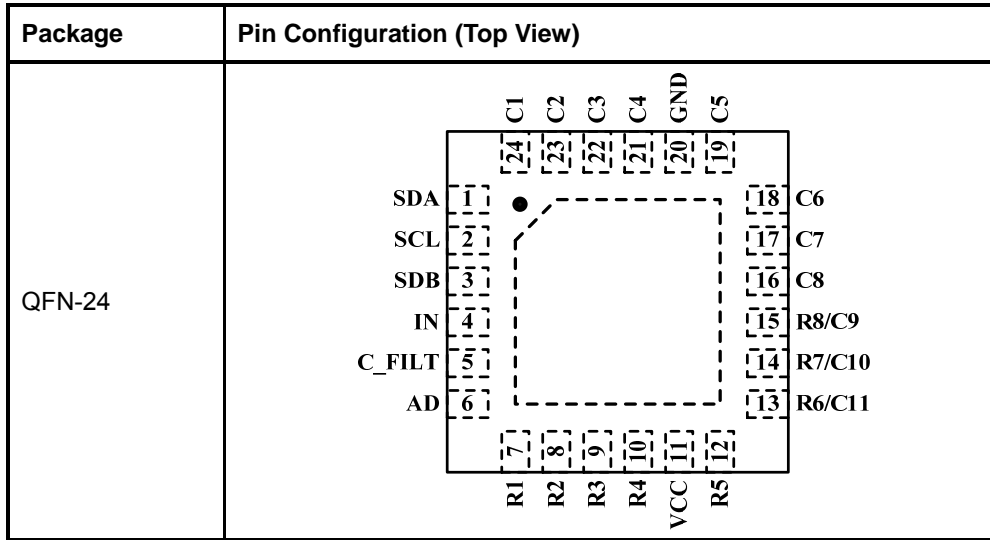 Package
Pin Configuration (Top View)
QFN-24
C1
C2
C3
C4
GND
C5
24
23
22
21
20
19
SDA 1
SCL 2
SDB 3
IN 4
C_FILT 5
AD 6
18 C6
17 C7
16 C8
15 R8/C9
14 R7/C10
13 R6/C11
7
8
9
10
11
12
R1
R2
R3
R4
VCC
R5